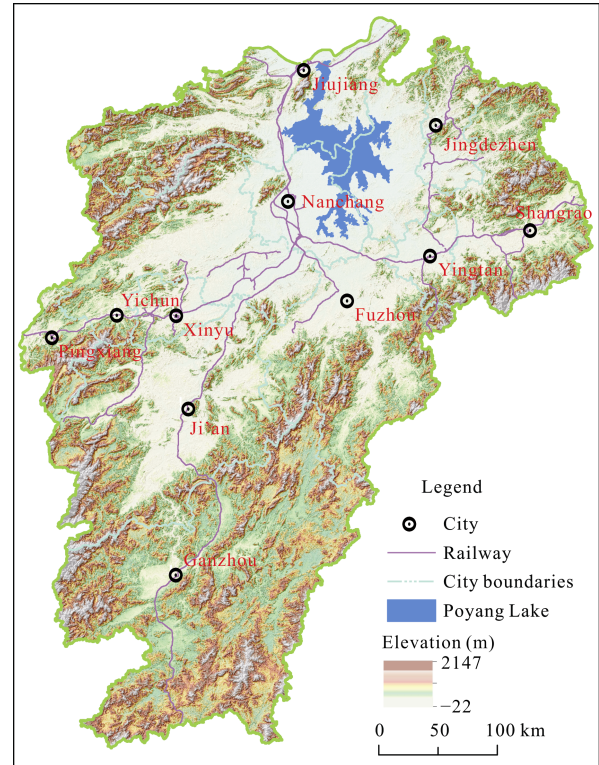 Jiujiang
Jingdezhen
Nanchang
Shangrao
Yingtan
Yichun
Fuzhou
Xinyu
Pingxiang
Ji'an
Ganzhou
Legend
City
Railway
City boundaries
Poyang Lake
Elevation (m)
2147
−22
0 50 100 km